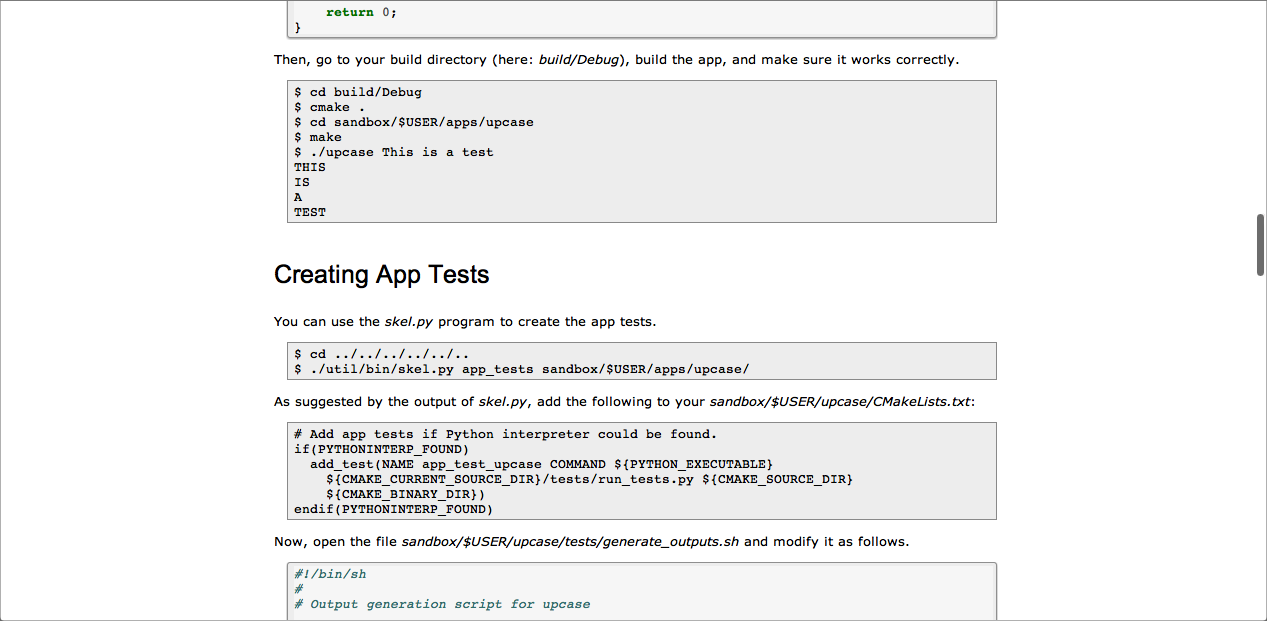 return 0;
}
Then, go to your build directory (here: build/Debug), build the app, and make sure it works correctly.
$ cd build/Debug
$ cmake .
$ cd sandbox/$USER/apps/upcase
$ make
$ ./upcase This is a test
THIS
IS
A
TEST
Creating App Tests
You can use the skel.py program to create the app tests.
$ cd ../../../../../..
$ ./util/bin/skel.py app_tests sandbox/$USER/apps/upcase/
As suggested by the output of skel.py, add the following to your sandbox/$USER/upcase/CMakeLists.txt:
# Add app tests if Python interpreter could be found.
if(PYTHONINTERP_FOUND)
  add_test(NAME app_test_upcase COMMAND ${PYTHON_EXECUTABLE}
    ${CMAKE_CURRENT_SOURCE_DIR}/tests/run_tests.py ${CMAKE_SOURCE_DIR}
    ${CMAKE_BINARY_DIR})
endif(PYTHONINTERP_FOUND)
Now, open the file sandbox/$USER/upcase/tests/generate_outputs.sh and modify it as follows.
#!/bin/sh
#
# Output generation script for upcase